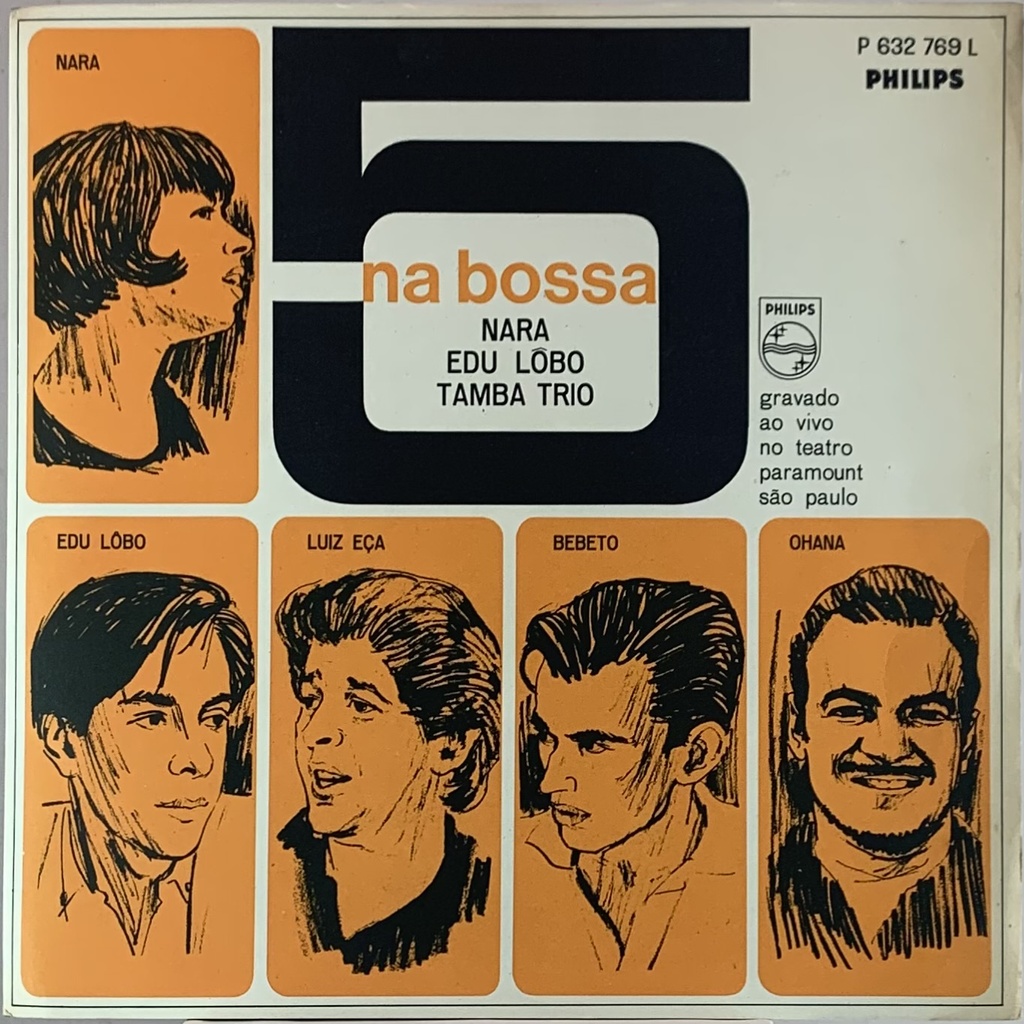 NARA
5
na bossa
NARA
EDU LÔBO
TAMBA TRIO
P 632 769 L
PHILIPS
PHILIPS
gravado
ao vivo
no teatro
paramount
são paulo
EDU LÔBO
LUIZ EÇA
BEBETO
OHANA